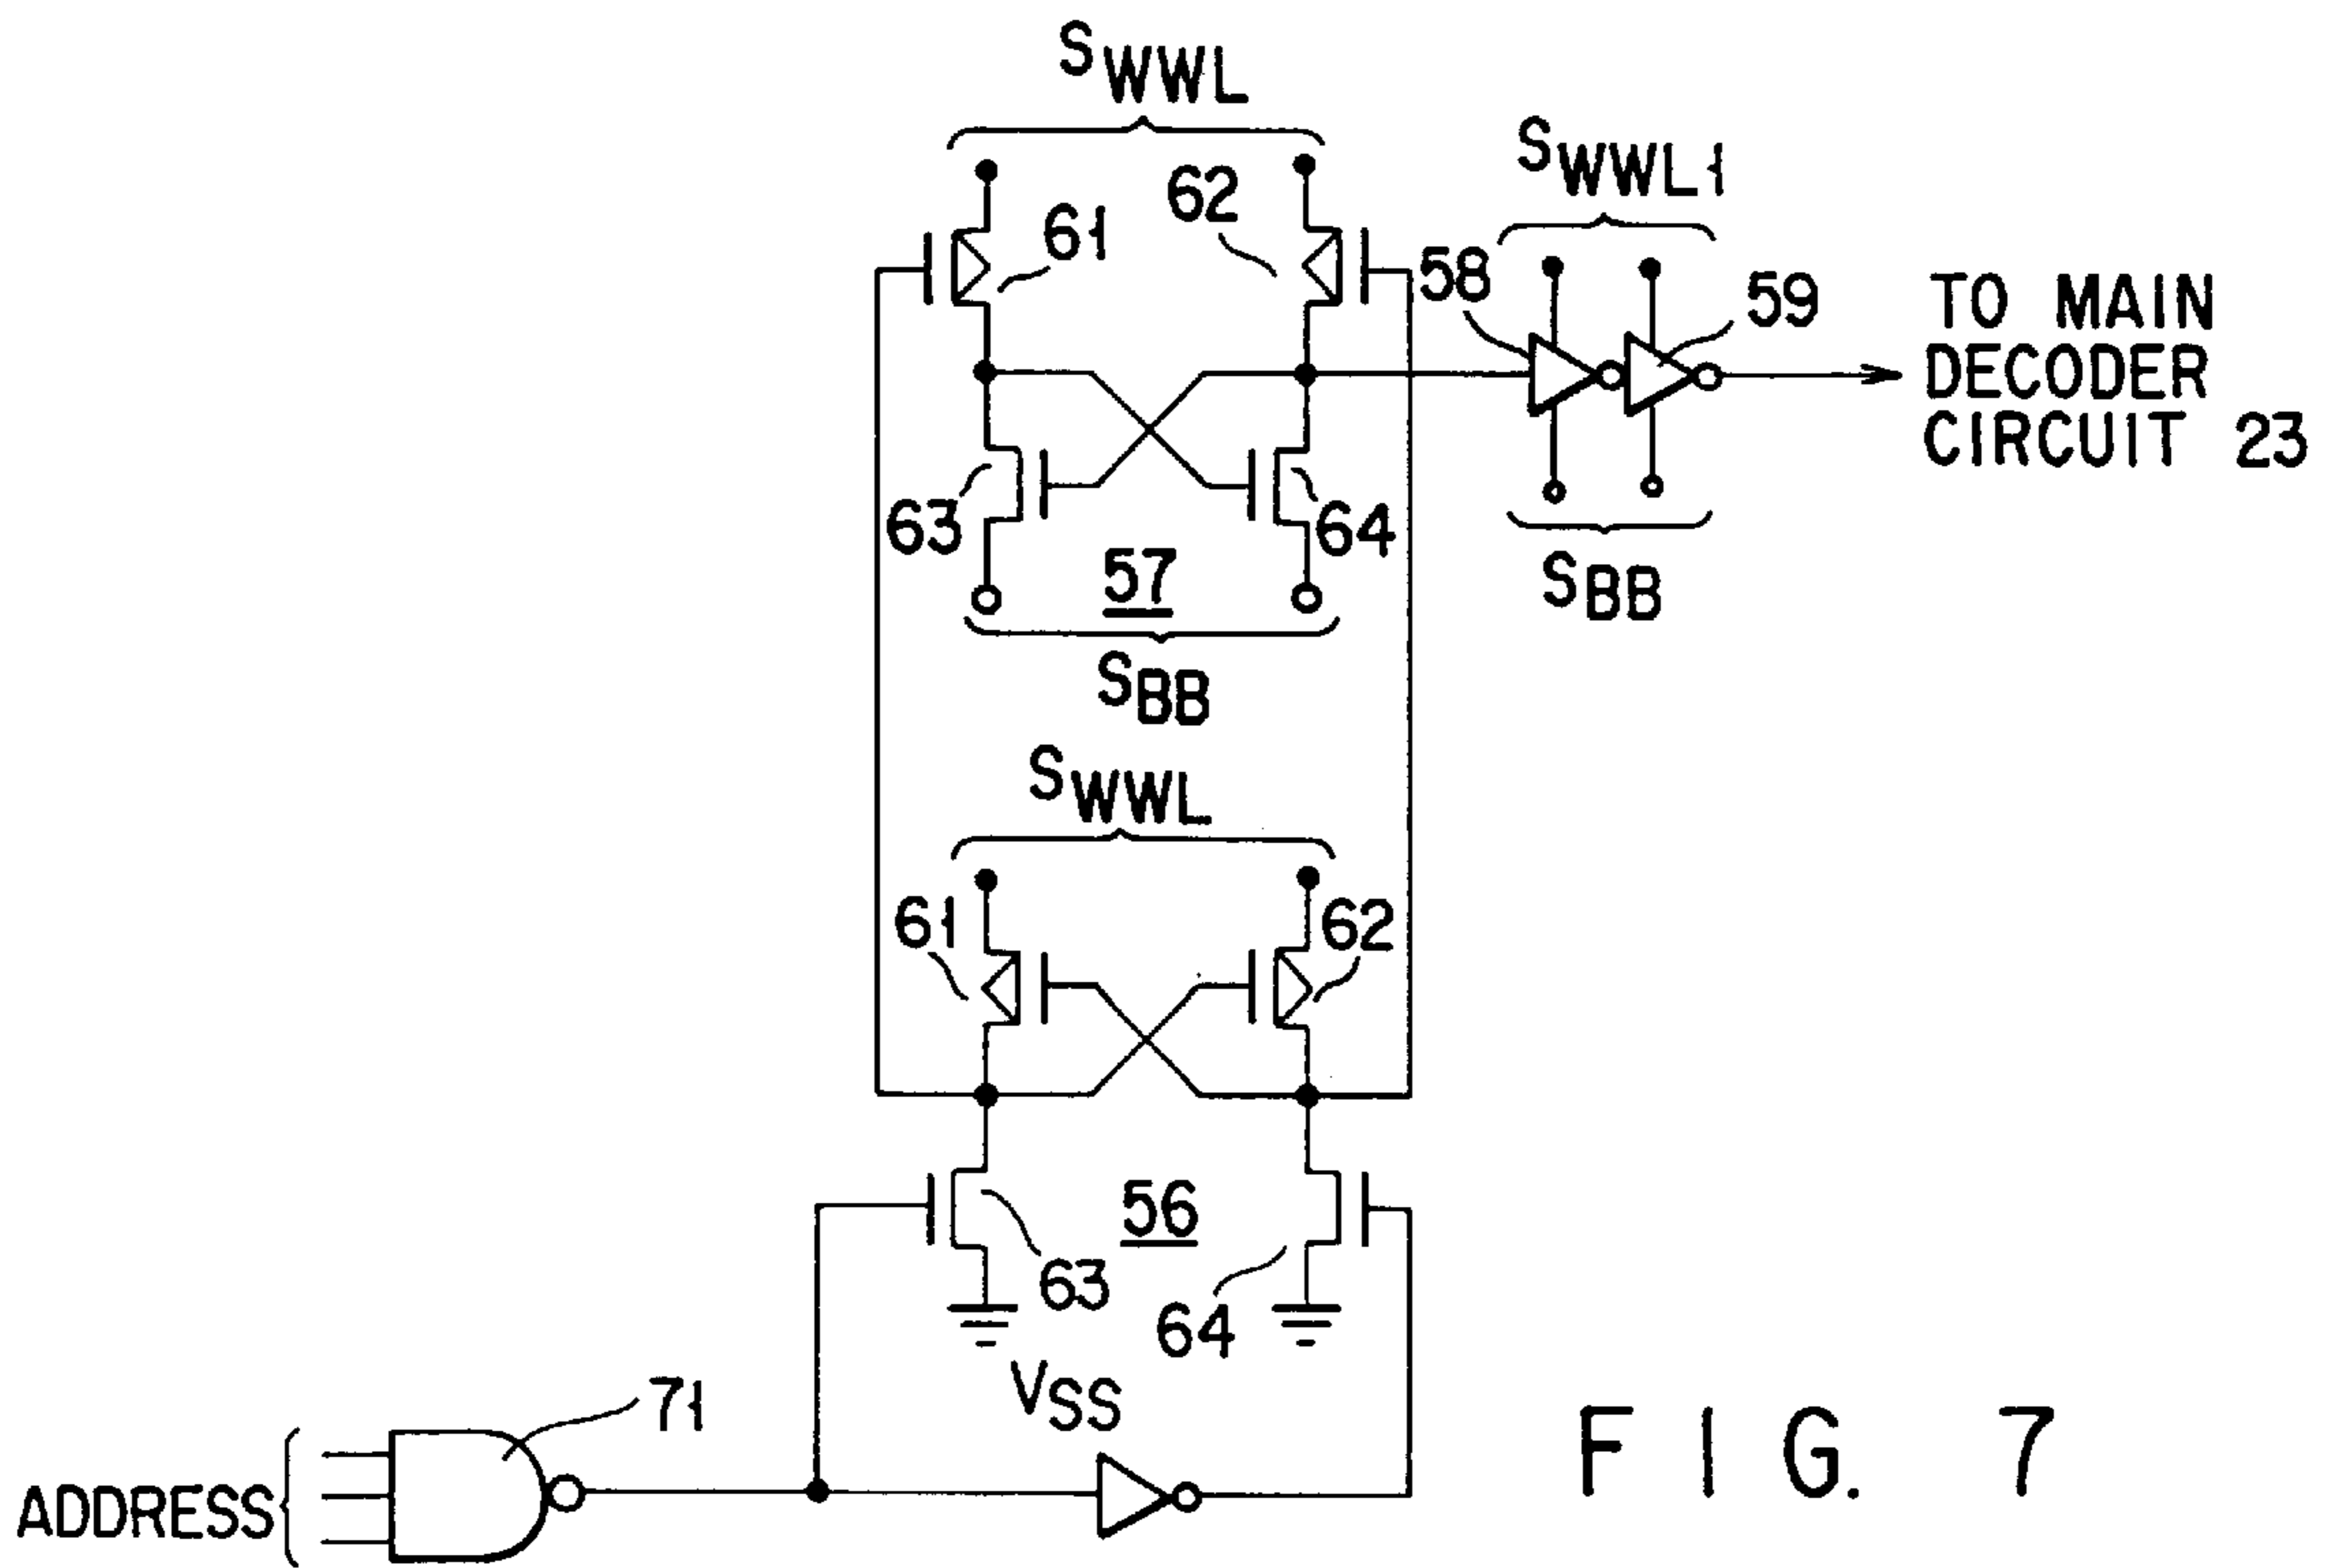 SWWL
SWWL1
61
62
58
59
TO MAIN
DECODER
CIRCUIT 23
63
64
57
SBB
SBB
SWWL
61
62
56
63
64
VSS
71
ADDRESS
FIG. 7